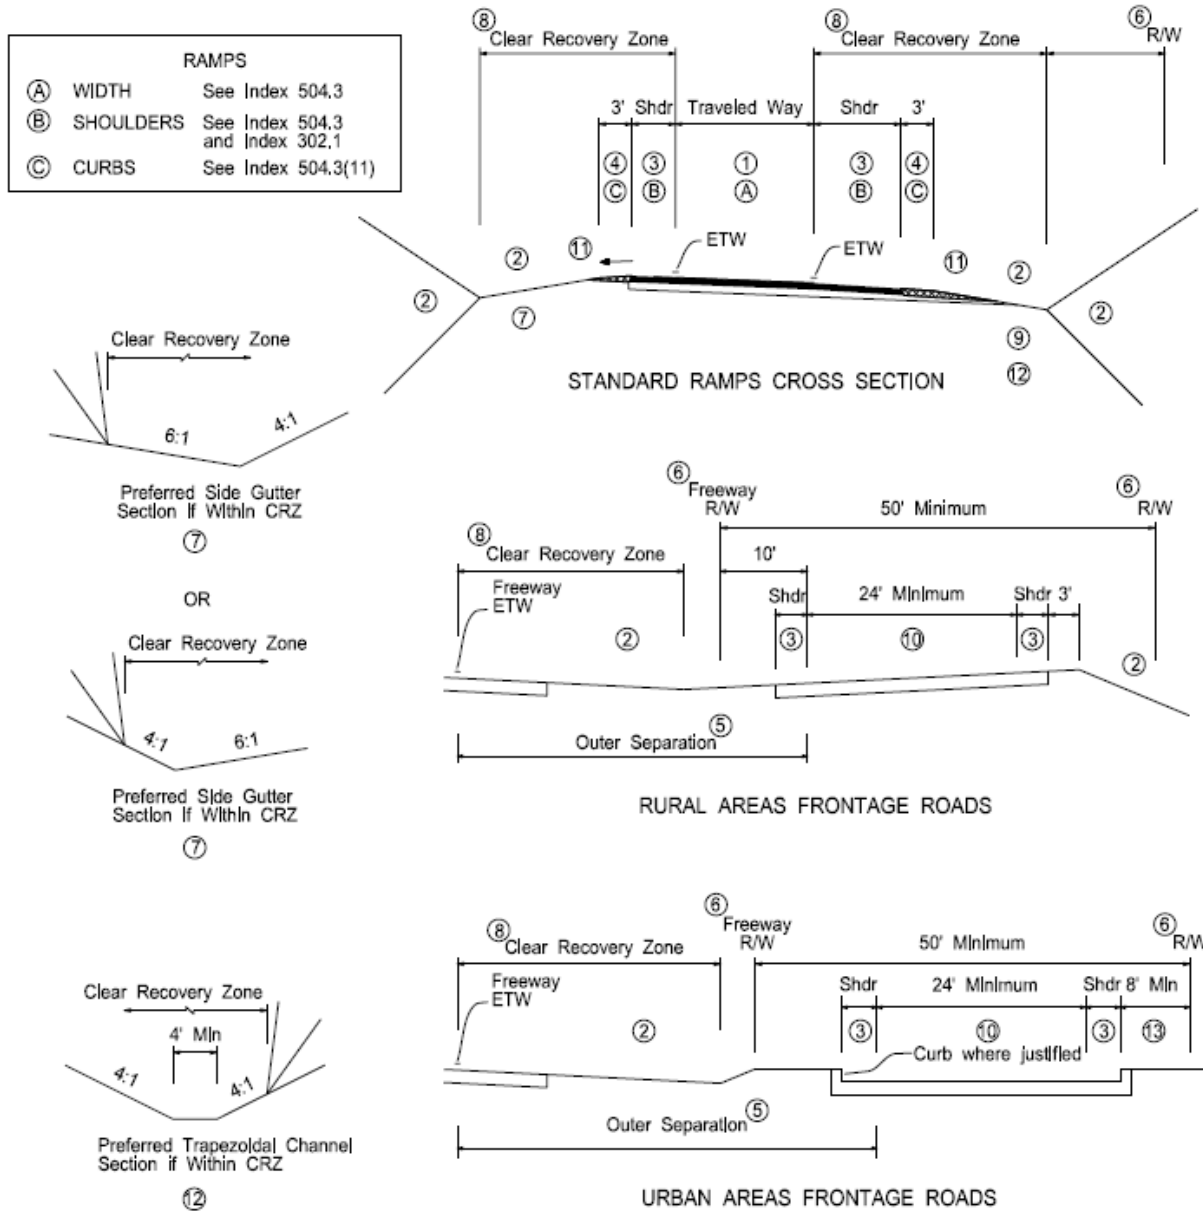 RAMPS
Ⓐ WIDTH See Index 504.3
Ⓑ SHOULDERS See Index 504.3
and Index 302.1
Ⓒ CURBS See Index 504.3(11)
⑧ Clear Recovery Zone
⑧ Clear Recovery Zone
⑥ R/W
3' Shdr Traveled Way Shdr 3'
④ ③ ① ③ ④
Ⓒ Ⓑ Ⓐ Ⓑ Ⓒ
ETW
ETW
② ⑪ ⑪ ②
② ⑦ ②
⑨
⑫
STANDARD RAMPS CROSS SECTION
Clear Recovery Zone
6:1
4:1
Preferred Side Gutter
Section If Within CRZ
⑦
OR
Clear Recovery Zone
4:1
6:1
Preferred Side Gutter
Section If Within CRZ
⑦
Clear Recovery Zone
4' Min
4:1
4:1
Preferred Trapezoidal Channel
Section if Within CRZ
⑫
⑥
Freeway
R/W
50' Minimum
⑥
R/W
⑧
Clear Recovery Zone
10'
Freeway
ETW
Shdr 24' Minimum Shdr 3'
② ③ ⑩ ③ ②
Outer Separation ⑤
RURAL AREAS FRONTAGE ROADS
⑥
Freeway
R/W
50' Minimum
⑥
R/W
⑧
Clear Recovery Zone
Freeway
ETW
Shdr 24' Minimum Shdr 8' Min
② ③ ⑩ ③ ⑬
Curb where justified
Outer Separation ⑤
URBAN AREAS FRONTAGE ROADS